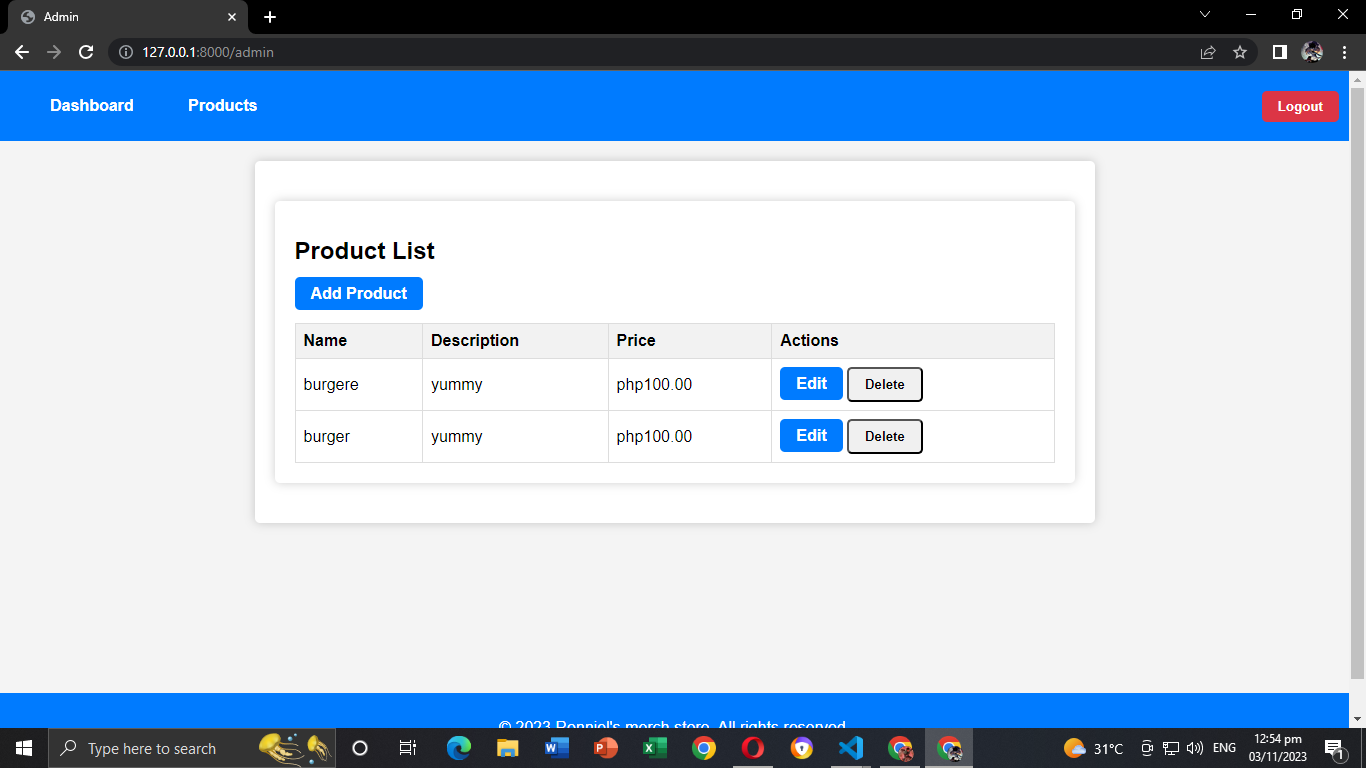 Admin
127.0.0.1:8000/admin
Dashboard Products Logout
Product List
Add Product
Name Description Price Actions
burgere yummy php100.00 Edit Delete
burger yummy php100.00 Edit Delete
© 2023 Ronniel's merch store. All rights reserved
Type here to search
31°C ENG 12:54 pm
03/11/2023
1